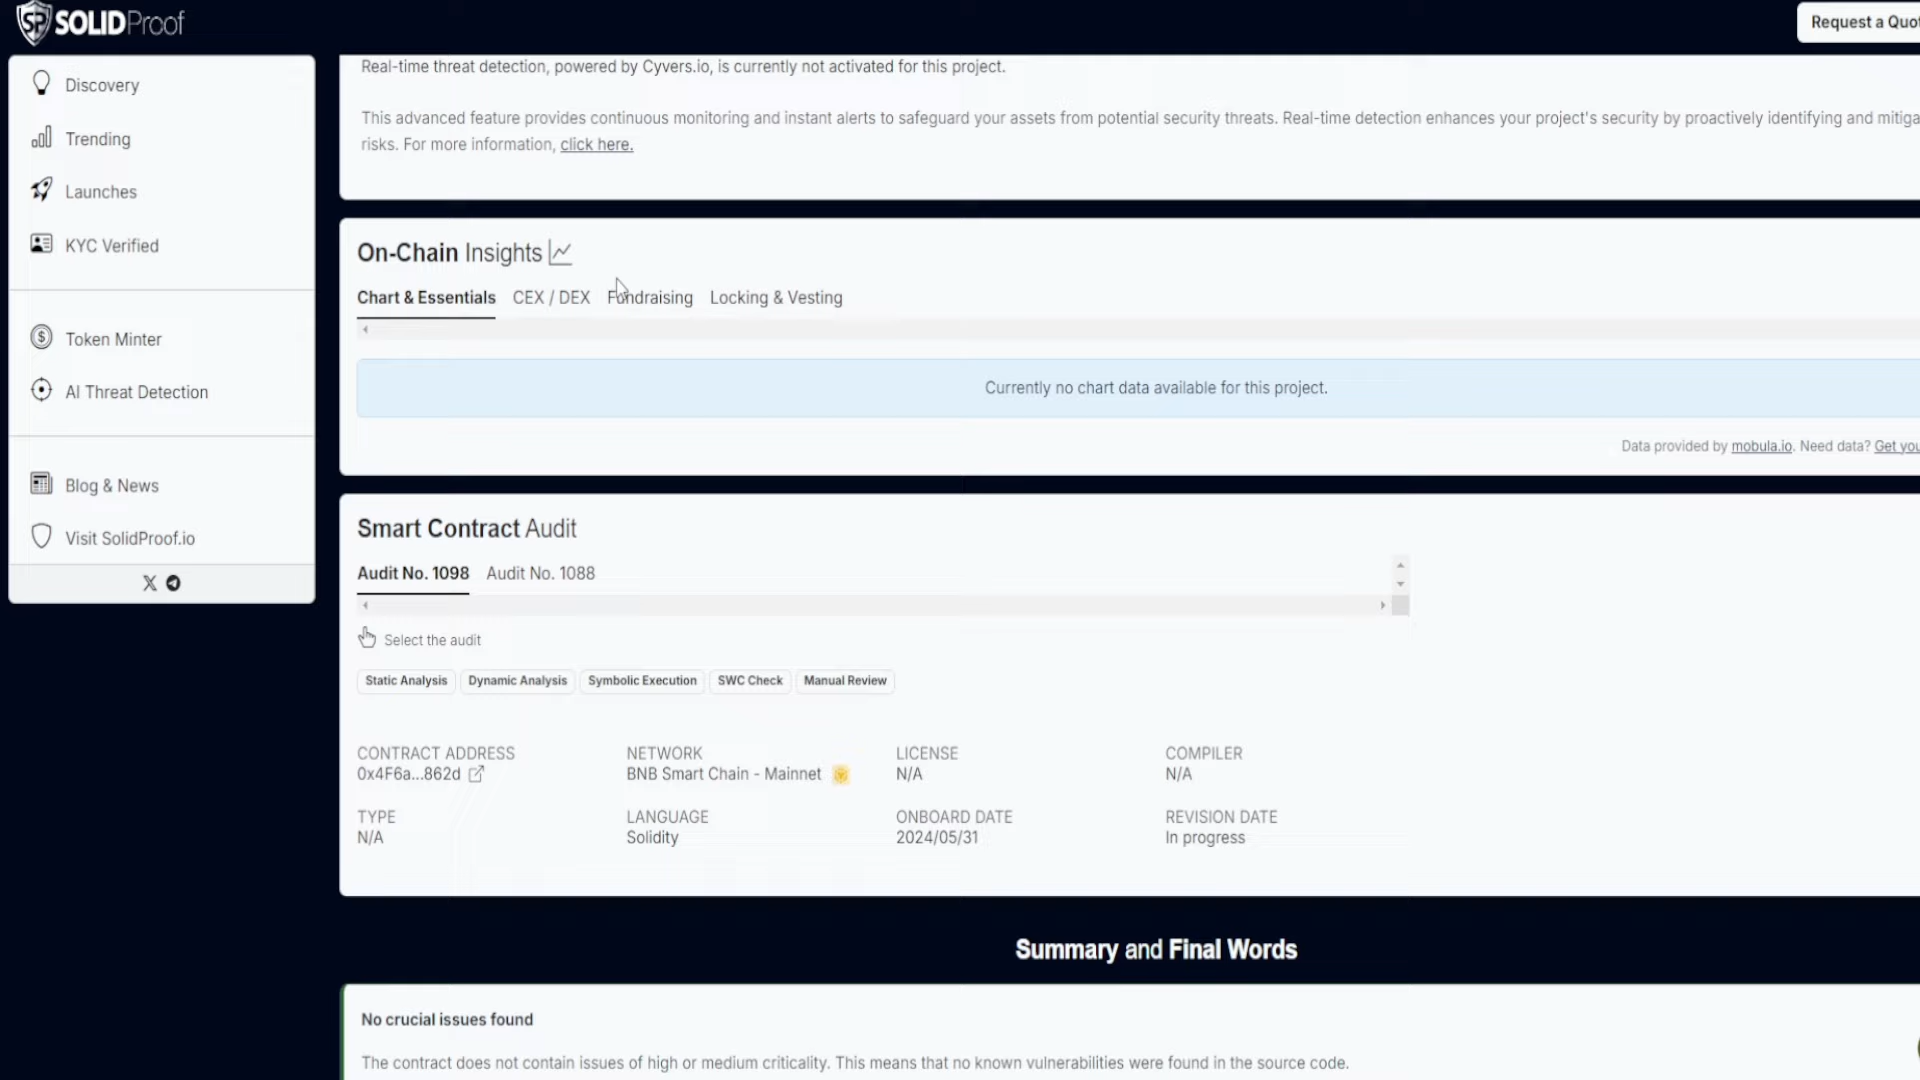 SP SOLIDProof
Request a Quot
Discovery
Trending
Launches
KYC Verified
Token Minter
AI Threat Detection
Blog & News
Visit SolidProof.io
Real-time threat detection, powered by Cyvers.io, is currently not activated for this project.
This advanced feature provides continuous monitoring and instant alerts to safeguard your assets from potential security threats. Real-time detection enhances your project's security by proactively identifying and mitiga
risks. For more information, click here.
On-Chain Insights
Chart & Essentials CEX / DEX Fundraising Locking & Vesting
Currently no chart data available for this project.
Data provided by mobula.io. Need data? Get you
Smart Contract Audit
Audit No. 1098 Audit No. 1088
Select the audit
Static Analysis Dynamic Analysis Symbolic Execution SWC Check Manual Review
CONTRACT ADDRESS NETWORK LICENSE COMPILER
0x4F6a...862d BNB Smart Chain - Mainnet N/A N/A
TYPE LANGUAGE ONBOARD DATE REVISION DATE
N/A Solidity 2024/05/31 In progress
Summary and Final Words
No crucial issues found
The contract does not contain issues of high or medium criticality. This means that no known vulnerabilities were found in the source code.